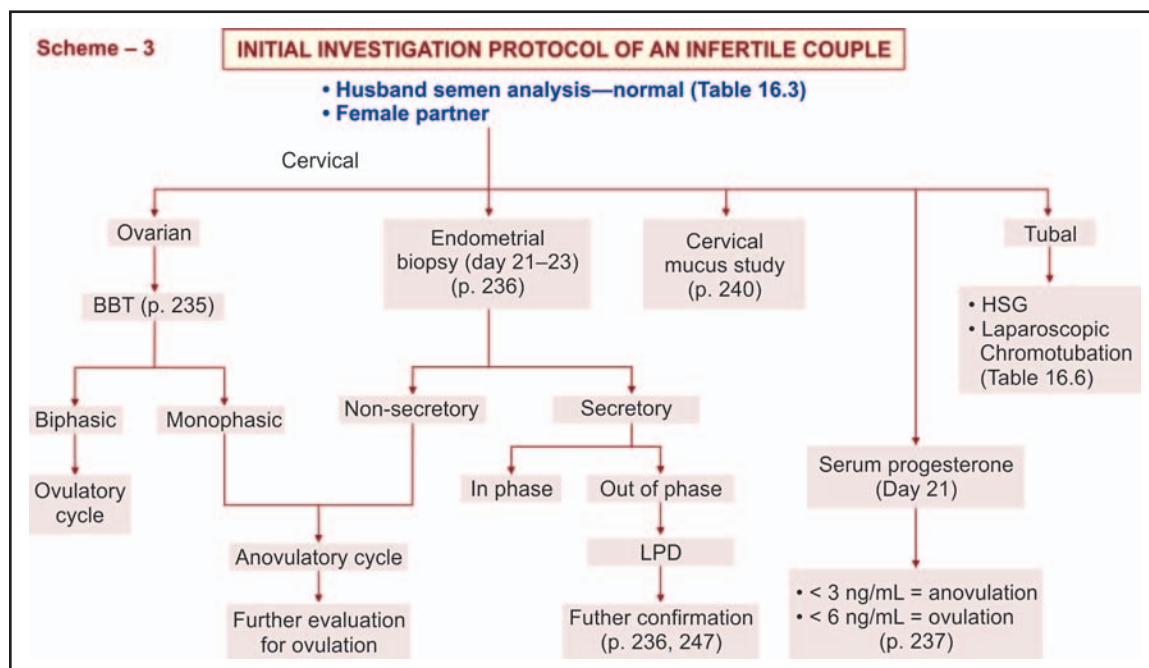 Scheme – 3
INITIAL INVESTIGATION PROTOCOL OF AN INFERTILE COUPLE
• Husband semen analysis—normal (Table 16.3)
• Female partner
Cervical
Ovarian
Endometrial
biopsy (day 21–23)
(p. 236)
Cervical
mucus study
(p. 240)
Tubal
BBT (p. 235)
• HSG
• Laparoscopic
Chromotubation
(Table 16.6)
Biphasic
Monophasic
Non-secretory
Secretory
Ovulatory
cycle
In phase
Out of phase
Serum progesterone
(Day 21)
Anovulatory cycle
LPD
Further evaluation
for ovulation
Futher confirmation
(p. 236, 247)
• < 3 ng/mL = anovulation
• < 6 ng/mL = ovulation
(p. 237)